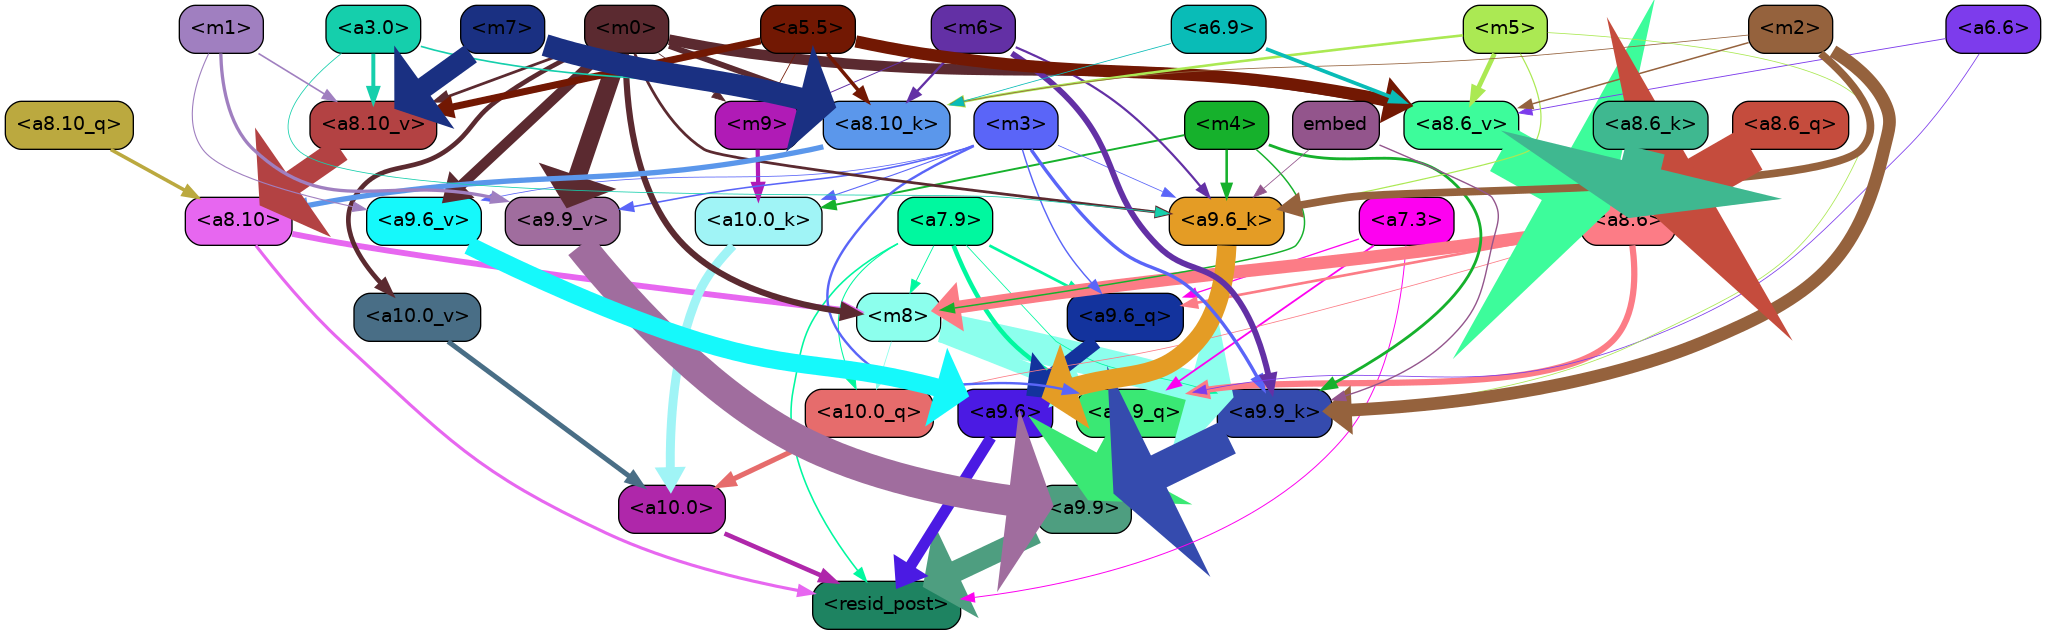 <m1> <a3.0> <m7> <m0> <a5.5> <m6> <a6.9> <m5> <m2> <a6.6>
<a8.10_q> <a8.10_v> <m9> <a8.10_k> <m3> <m4> embed <a8.6_v> <a8.6_k> <a8.6_q>
<a8.10> <a9.6_v> <a9.9_v> <a10.0_k> <a7.9> <a9.6_k> <a7.3> <a8.6>
<a10.0_v> <m8> <a9.6_q>
<a10.0_q> <a9.6> 9_q> <a9.9_k>
<a10.0> <a9.9>
<resid_post>